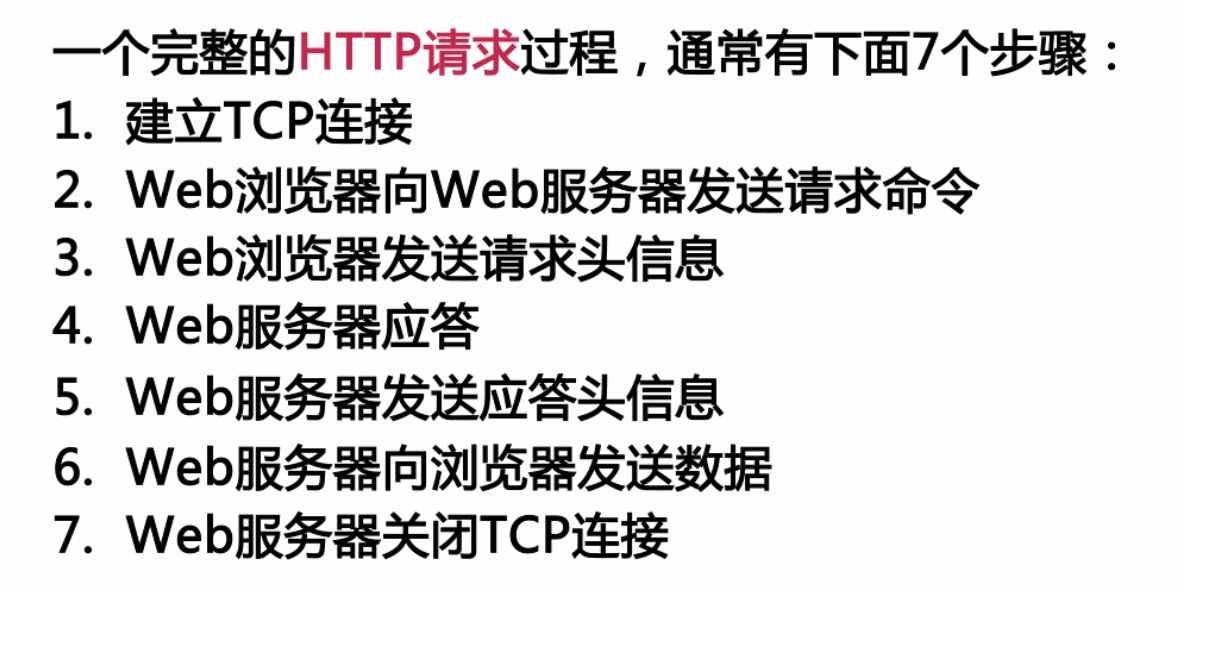 一个完整的HTTP请求过程，通常有下面7个步骤：
1. 建立TCP连接
2. Web浏览器向Web服务器发送请求命令
3. Web浏览器发送请求头信息
4. Web服务器应答
5. Web服务器发送应答头信息
6. Web服务器向浏览器发送数据
7. Web服务器关闭TCP连接